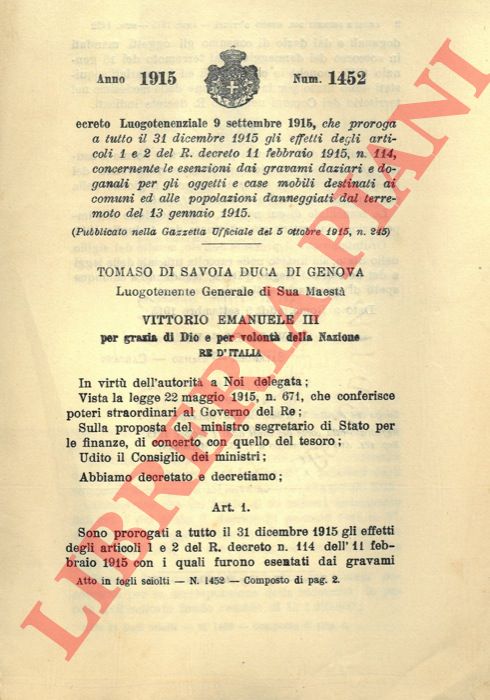 Anno 1915 Num. 1452
ecreto Luogotenenziale 9 settembre 1915, che proroga
a tutto il 31 dicembre 1915 gli effetti degli arti-
coli 1 e 2 del R. decreto 11 febbraio 1915, n. 114,
concernente le esenzioni dai gravami daziari e do-
ganali per gli oggetti e case mobili destinati ai
comuni ed alle popolazioni danneggiati dal terre-
moto del 13 gennaio 1915.
(Pubblicato nella Gazzetta Ufficiale del 5 ottobre 1915, n. 245)
TOMASO DI SAVOIA DUCA DI GENOVA
Luogotenente Generale di Sua Maestà
VITTORIO EMANUELE III
per grazia di Dio e per volontà della Nazione
RE D'ITALIA
In virtù dell'autorità a Noi delegata;
Vista la legge 22 maggio 1915, n. 671, che conferisce
poteri straordinari al Governo del Re;
Sulla proposta del ministro segretario di Stato per
le finanze, di concerto con quello del tesoro;
Udito il Consiglio dei ministri;
Abbiamo decretato e decretiamo;
Art. 1.
Sono prorogati a tutto il 31 dicembre 1915 gli effetti
degli articoli 1 e 2 del R. decreto n. 114 dell'11 feb-
braio 1915 con i quali furono esentati dai gravami
Atto in fogli sciolti — N. 1452 — Composto di pag. 2.
LIBRERIA PIANI